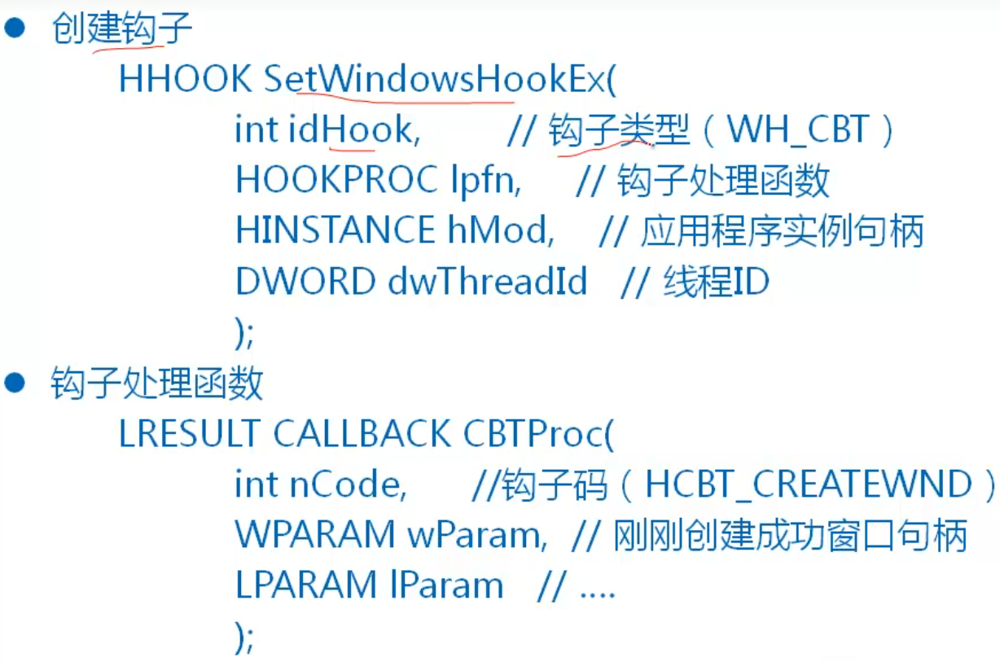 ● 创建钩子
HHOOK SetWindowsHookEx(
int idHook, // 钩子类型（WH_CBT）
HOOKPROC lpfn, // 钩子处理函数
HINSTANCE hMod, // 应用程序实例句柄
DWORD dwThreadId // 线程ID
);
● 钩子处理函数
LRESULT CALLBACK CBTProc(
int nCode, //钩子码（HCBT_CREATEWND）
WPARAM wParam, // 刚刚创建成功窗口句柄
LPARAM lParam // ....
);